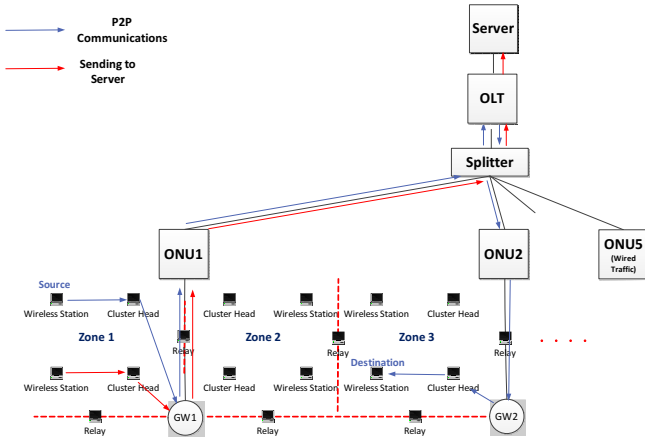 P2P
Communications
Server
Sending to
Server
OLT
Splitter
ONU1
ONU2
ONU5
(Wired
Traffic)
Source
Wireless Station
Cluster Head
Cluster Head
Wireless Station
Wireless Station
Cluster Head
Zone 1
Relay
Zone 2
Relay
Zone 3
Relay
. . . . .
Destination
Wireless Station
Cluster Head
Cluster Head
Wireless Station
Wireless Station
Cluster Head
Relay
GW1
Relay
Relay
GW2